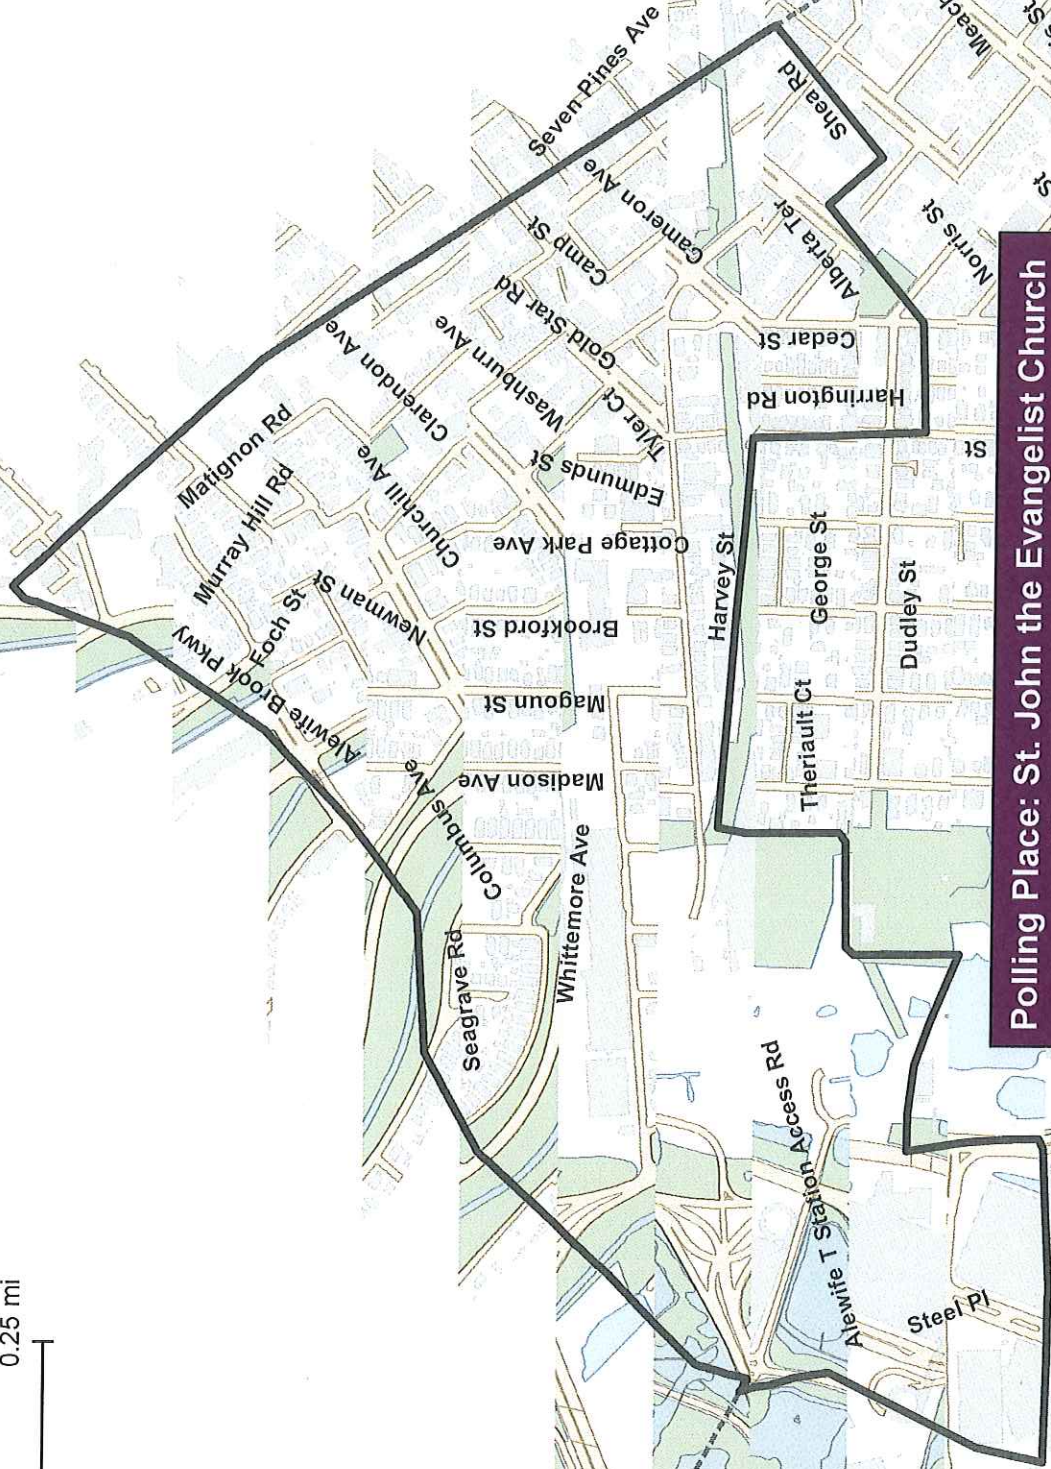 0.25 mi
Seven Pines Ave
Meach
St
Shea Rd
Cameron Ave
Camp St
Gold Star Rd
Washburn Ave
Clarendon Ave
Matignon Rd
Murray Hill Rd
Churchill Ave
Foch St
Newman St
Alewife Brook Pkwy
Alberta Ter
Norris St
St
Cedar St
Harrington Rd
Tyler Ct
Edmunds St
Cottage Park Ave
Harvey St
George St
St
Brookford St
Dudley St
Magoun St
Theriault Ct
Madison Ave
Columbus Ave
Whittemore Ave
Seagrave Rd
Alewife T Station Access Rd
Steel Pl
Polling Place: St. John the Evangelist Church